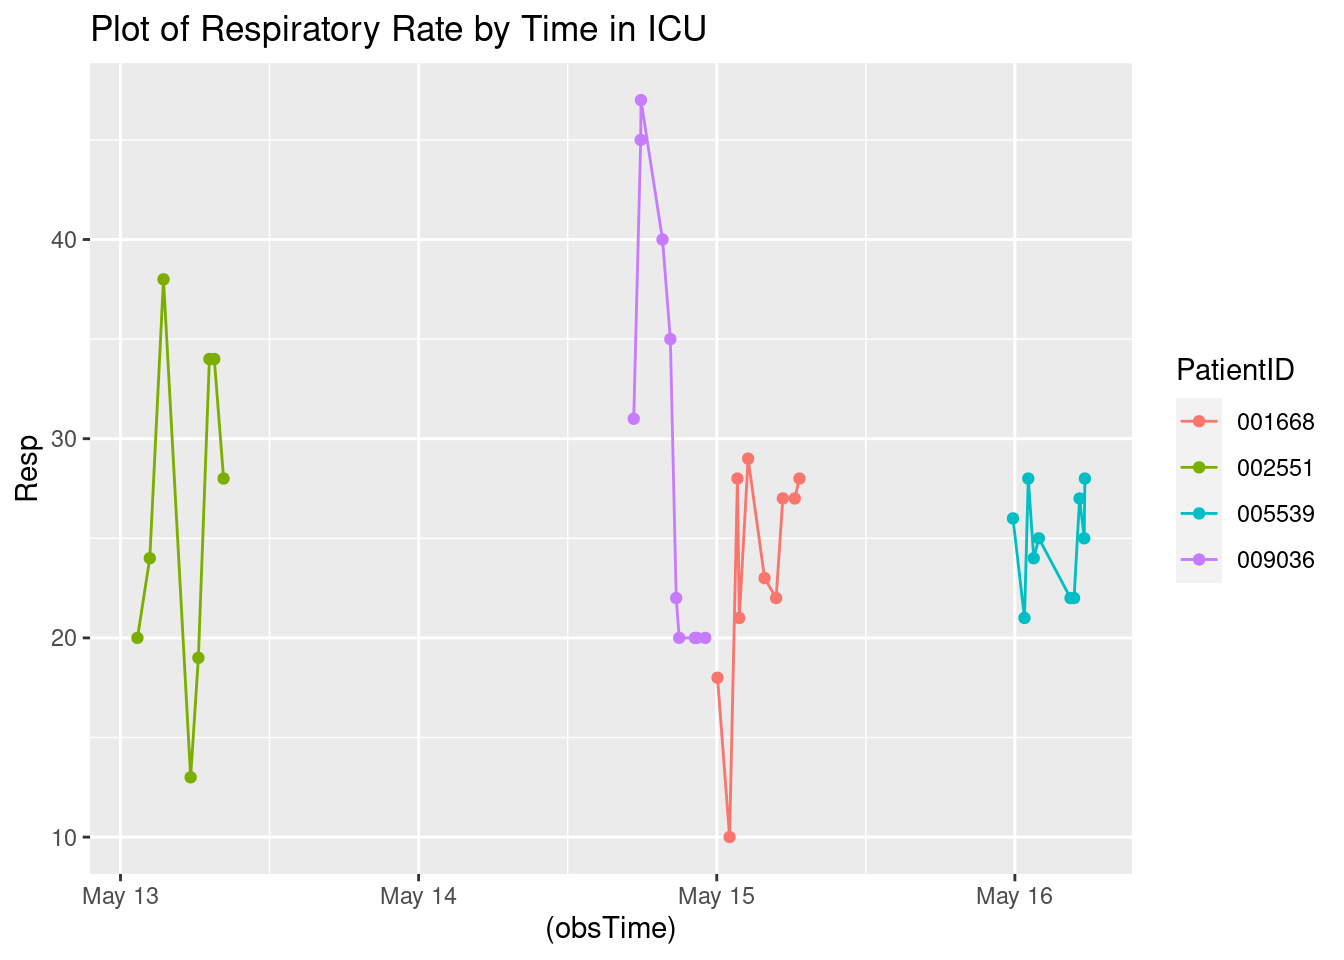 Plot of Respiratory Rate by Time in ICU
Resp
40
30
20
10
May 13
May 14
May 15
May 16
(obsTime)
PatientID
001668
002551
005539
009036